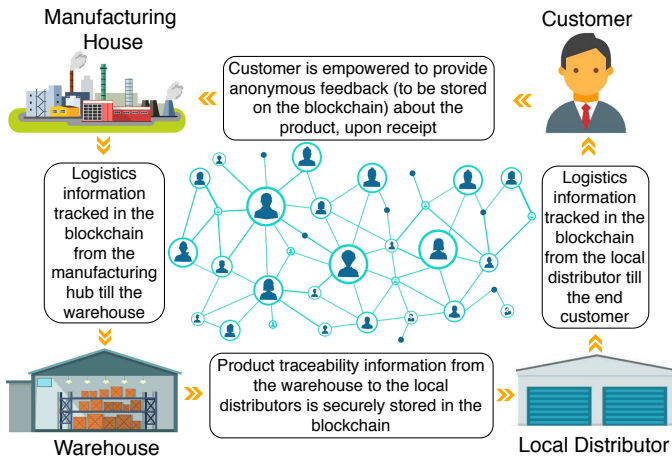 Manufacturing
House
Customer
Customer is empowered to provide
anonymous feedback (to be stored
on the blockchain) about the
product, upon receipt
Logistics
information
tracked in the
blockchain
from the
manufacturing
hub till the
warehouse
Logistics
information
tracked in the
blockchain
from the local
distributor till
the end
customer
Product traceability information from
the warehouse to the local
distributors is securely stored in the
blockchain
Warehouse
Local Distributor